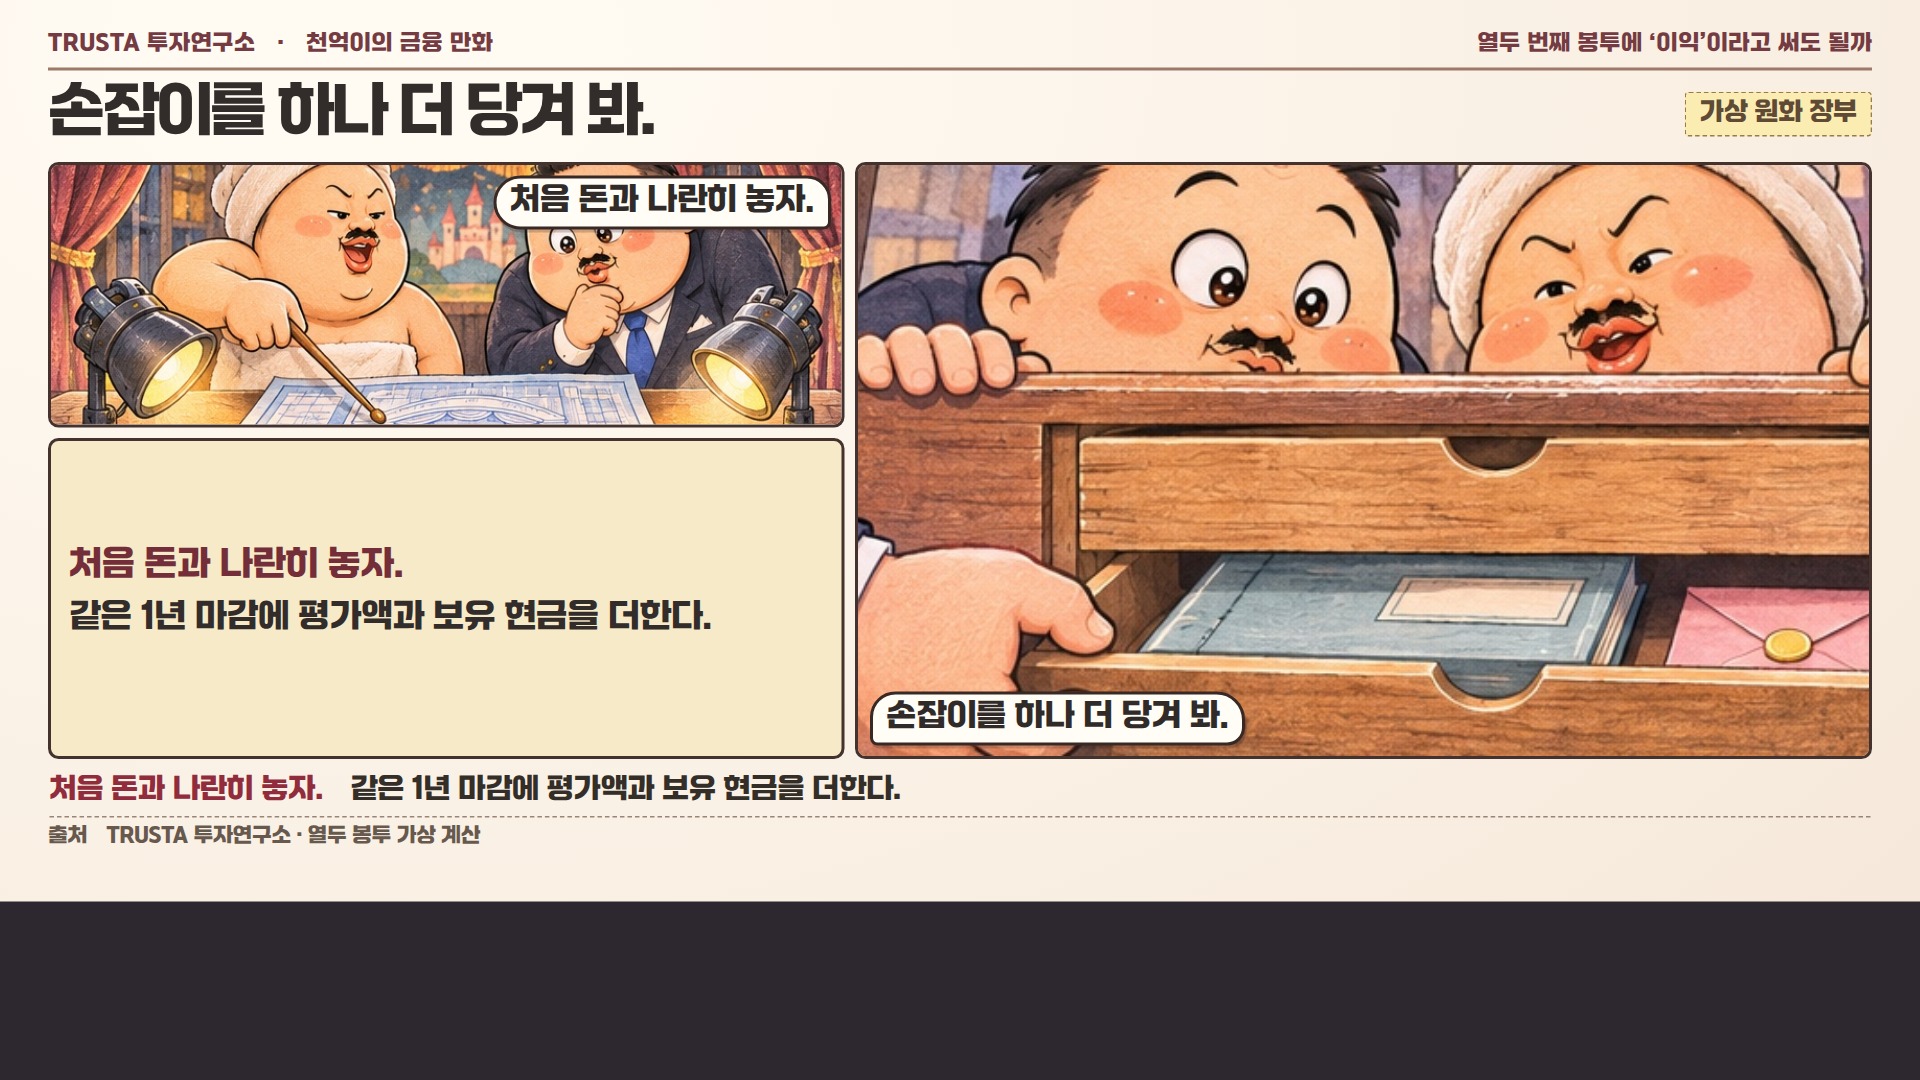 TRUSTA 투자연구소 · 천억이의 금융 만화
열두 번째 봉투에 ‘이익’이라고 써도 될까
손잡이를 하나 더 당겨 봐.
가상 원화 장부
처음 돈과 나란히 놓자.
처음 돈과 나란히 놓자.
같은 1년 마감에 평가액과 보유 현금을 더한다.
손잡이를 하나 더 당겨 봐.
처음 돈과 나란히 놓자. 같은 1년 마감에 평가액과 보유 현금을 더한다.
출처 TRUSTA 투자연구소 · 열두 봉투 가상 계산